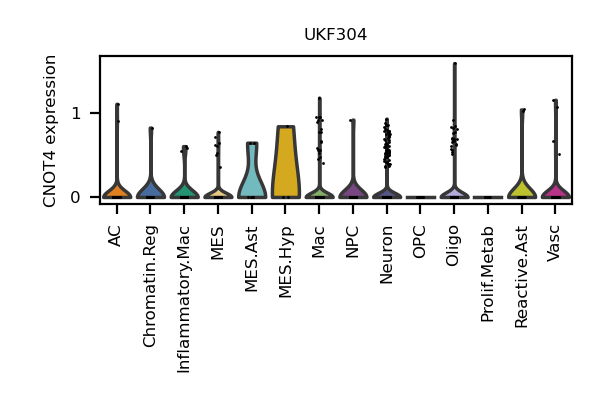 UKF304
CNOT4 expression
1
0
AC
Chromatin.Reg
Inflammatory.Mac
MES
MES.Ast
MES.Hyp
Mac
NPC
Neuron
OPC
Oligo
Prolif.Metab
Reactive.Ast
Vasc